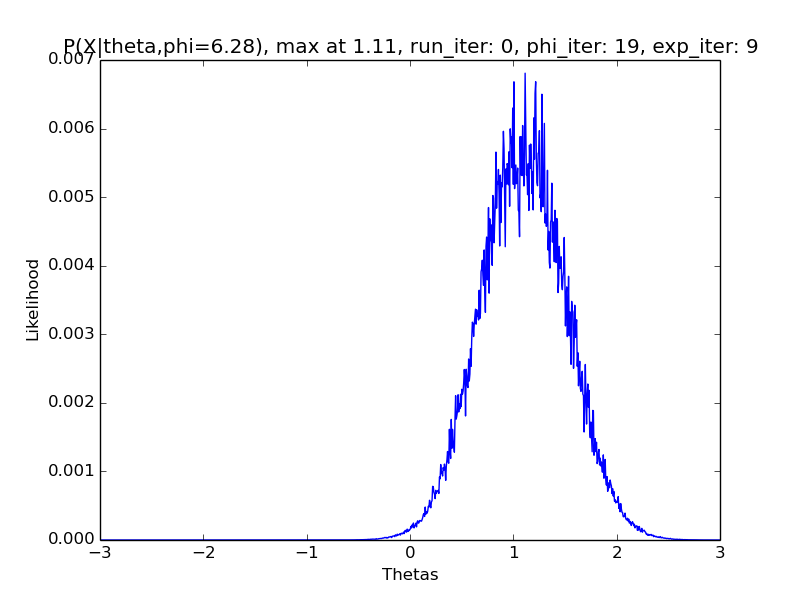 P(X|theta,phi=6.28), max at 1.11, run_iter: 0, phi_iter: 19, exp_iter: 9
0.007
0.006
0.005
0.004
0.003
0.002
0.001
0.000
Likelihood
−3 −2 −1 0 1 2 3
Thetas